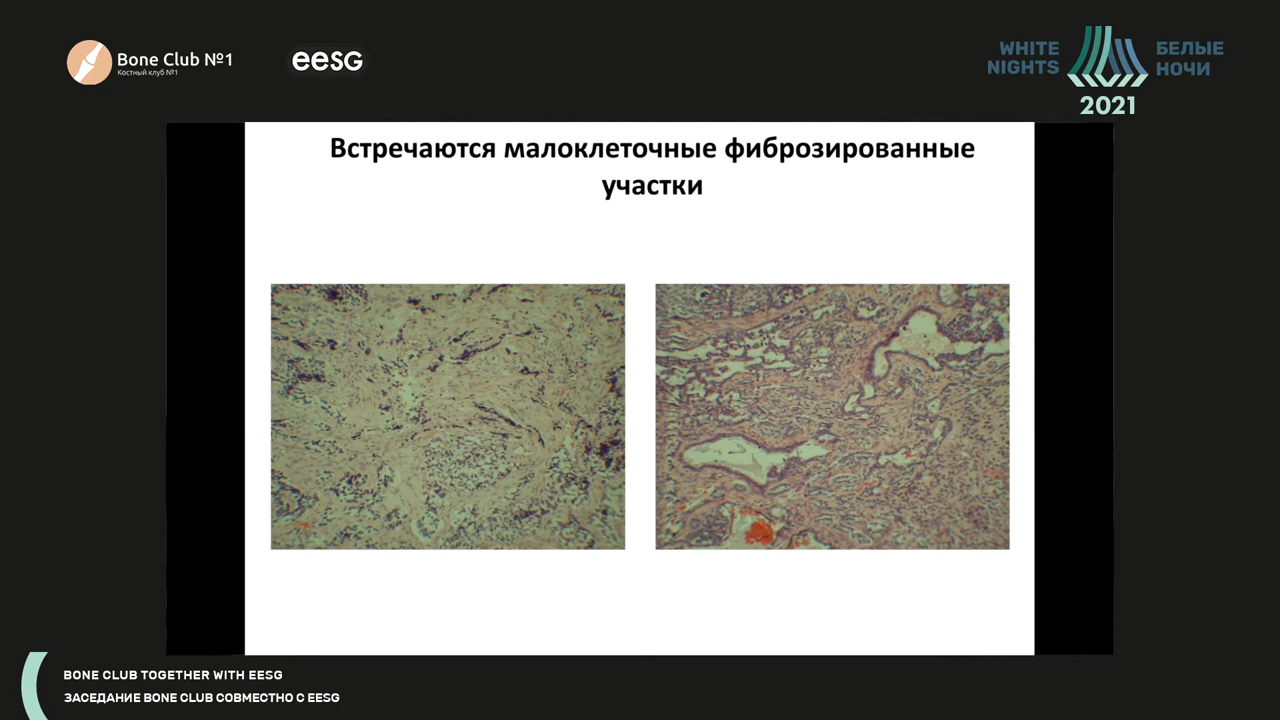 Bone Club №1
Костный клуб №1
eesg
WHITE
NIGHTS
БЕЛЫЕ
НОЧИ
2021
Встречаются малоклеточные фиброзированные
участки
BONE CLUB TOGETHER WITH EESG
ЗАСЕДАНИЕ BONE CLUB СОВМЕСТНО С EESG